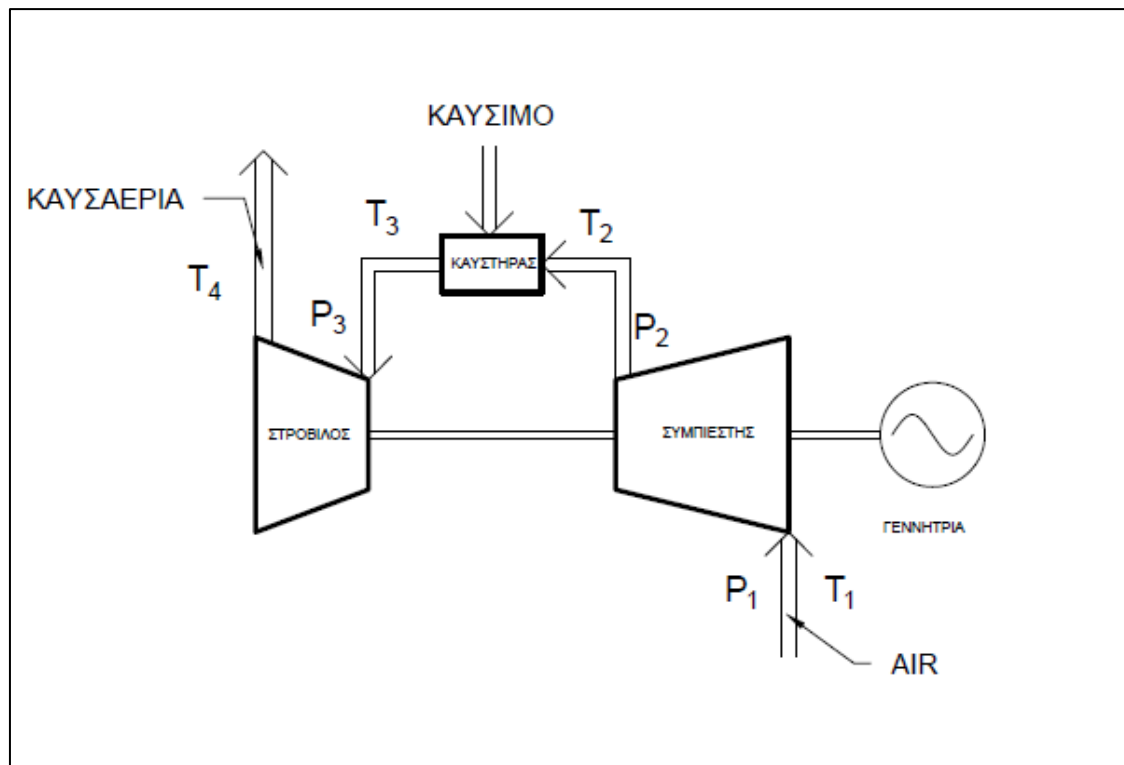 ΚΑΥΣΙΜΟ
ΚΑΥΣΑΕΡΙΑ
T3
T2
ΚΑΥΣΤΗΡΑΣ
T4
P3
P2
ΣΤΡΟΒΙΛΟΣ
ΣΥΜΠΙΕΣΤΗΣ
ΓΕΝΝΗΤΡΙΑ
P1
T1
AIR